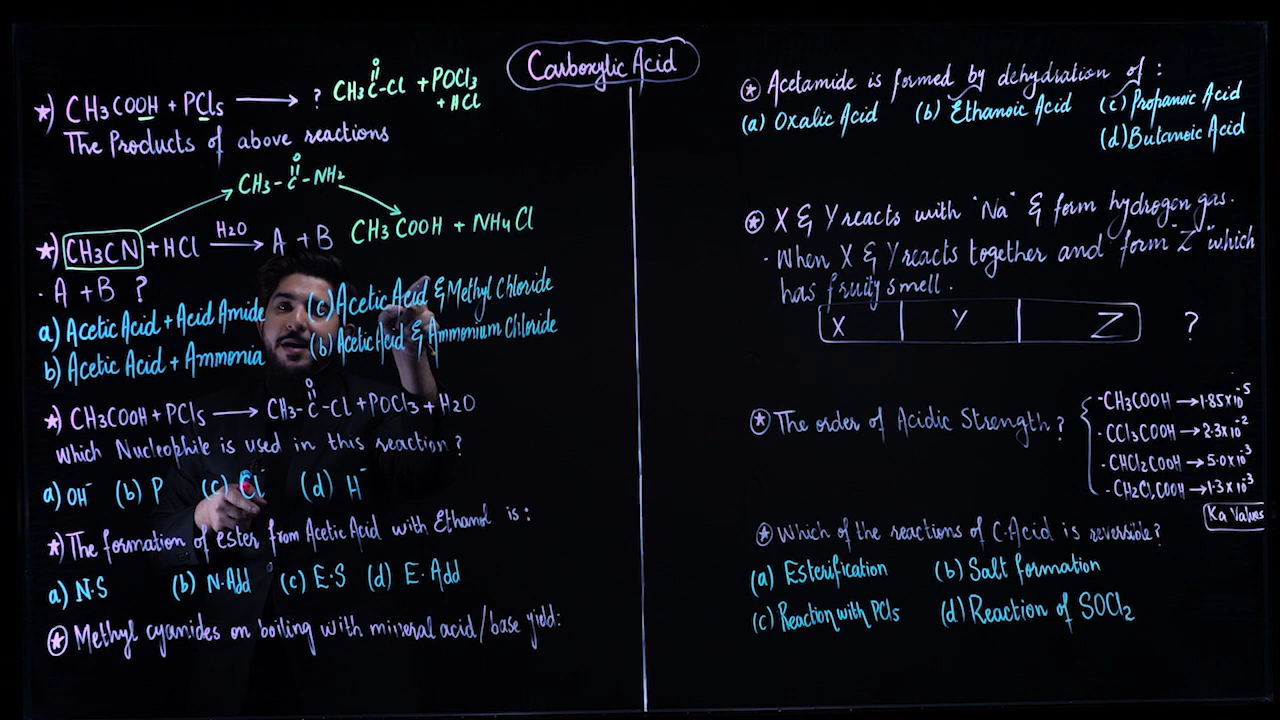 Carboxylic Acid
*) CH3COOH + PCl5 → ? CH3C-Cl + POCl3
O
+ HCl
The Products of above reactions
O
CH3-C-NH2
*) CH3CN + HCl H2O → A + B CH3COOH + NH4Cl
· A + B ?
a) Acetic Acid + Acid Amide (c) Acetic Acid & Methyl Chloride
b) Acetic Acid + Ammonia (b) Acetic Acid & Ammonium Chloride
O
*) CH3COOH + PCl5 → CH3-C-Cl + POCl3 + H2O
Which Nucleophile is used in this reaction?
a) OH⁻ (b) P (c) Cl⁻ (d) H⁻
*) The formation of ester from Acetic Acid with Ethanol is:
a) N.S (b) N.Add (c) E.S (d) E.Add
* Methyl cyanides on boiling with mineral acid/base yield:
* Acetamide is formed by dehydration of:
(a) Oxalic Acid (b) Ethanoic Acid (c) Propanoic Acid
(d) Butanoic Acid
* X & Y reacts with "Na" & form hydrogen gas.
· When X & Y reacts together and form "Z" which
has fruity smell.
X Y Z ?
* The order of Acidic Strength?
- CH3COOH → 1.85×10⁻⁵
- CCl3COOH → 2.3×10⁻²
- CHCl2COOH → 5.0×10⁻³
- CH2Cl,COOH → 1.3×10⁻³
Ka Values
* Which of the reactions of C.Acid is reversible?
(a) Esterification (b) Salt formation
(c) Reaction with PCl5 (d) Reaction of SOCl2